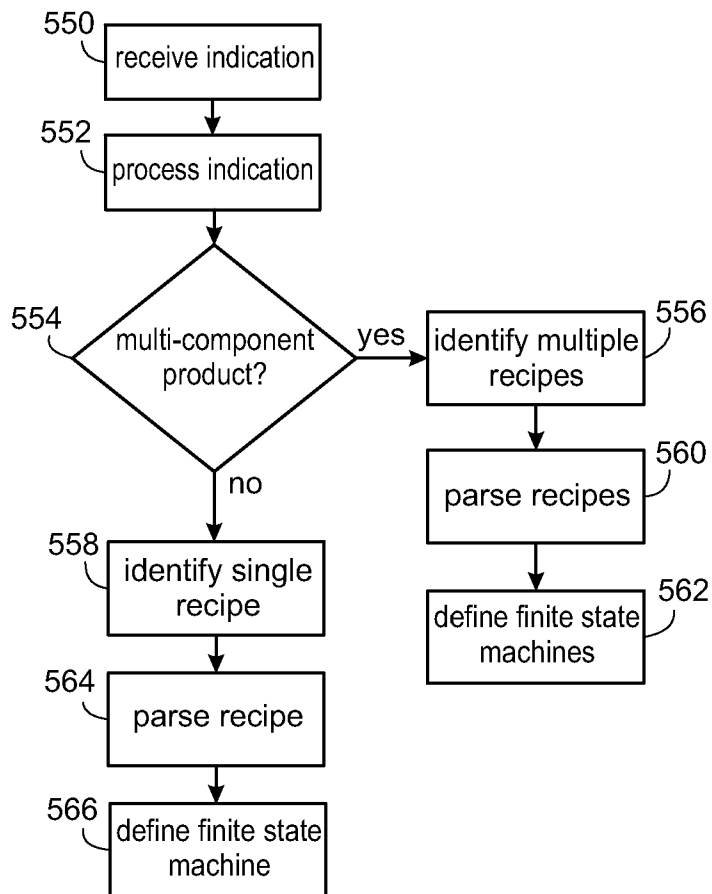 550
receive indication
552
process indication
554
multi-component
product?
yes
556
identify multiple
recipes
560
parse recipes
562
define finite state
machines
no
558
identify single
recipe
564
parse recipe
566
define finite state
machine